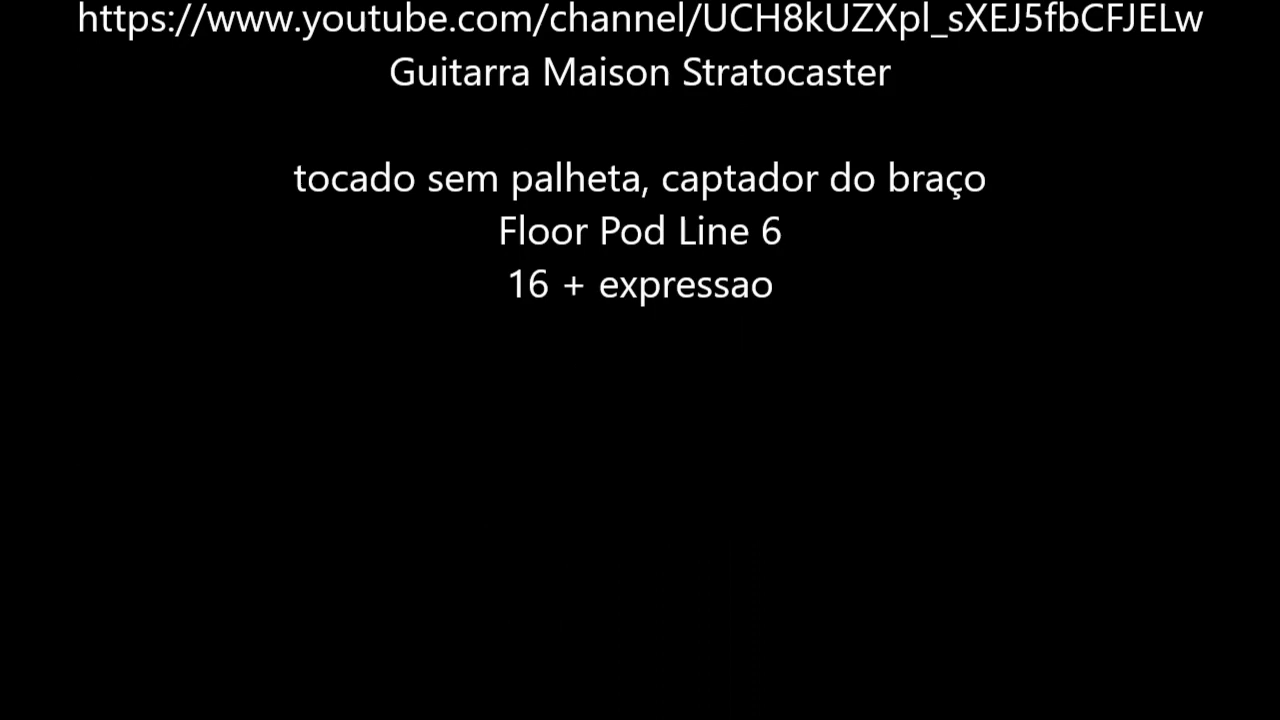 https://www.youtube.com/channel/UCH8kUZXpl_sXEJ5fbCFJELw
Guitarra Maison Stratocaster
tocado sem palheta, captador do braço
Floor Pod Line 6
16 + expressao